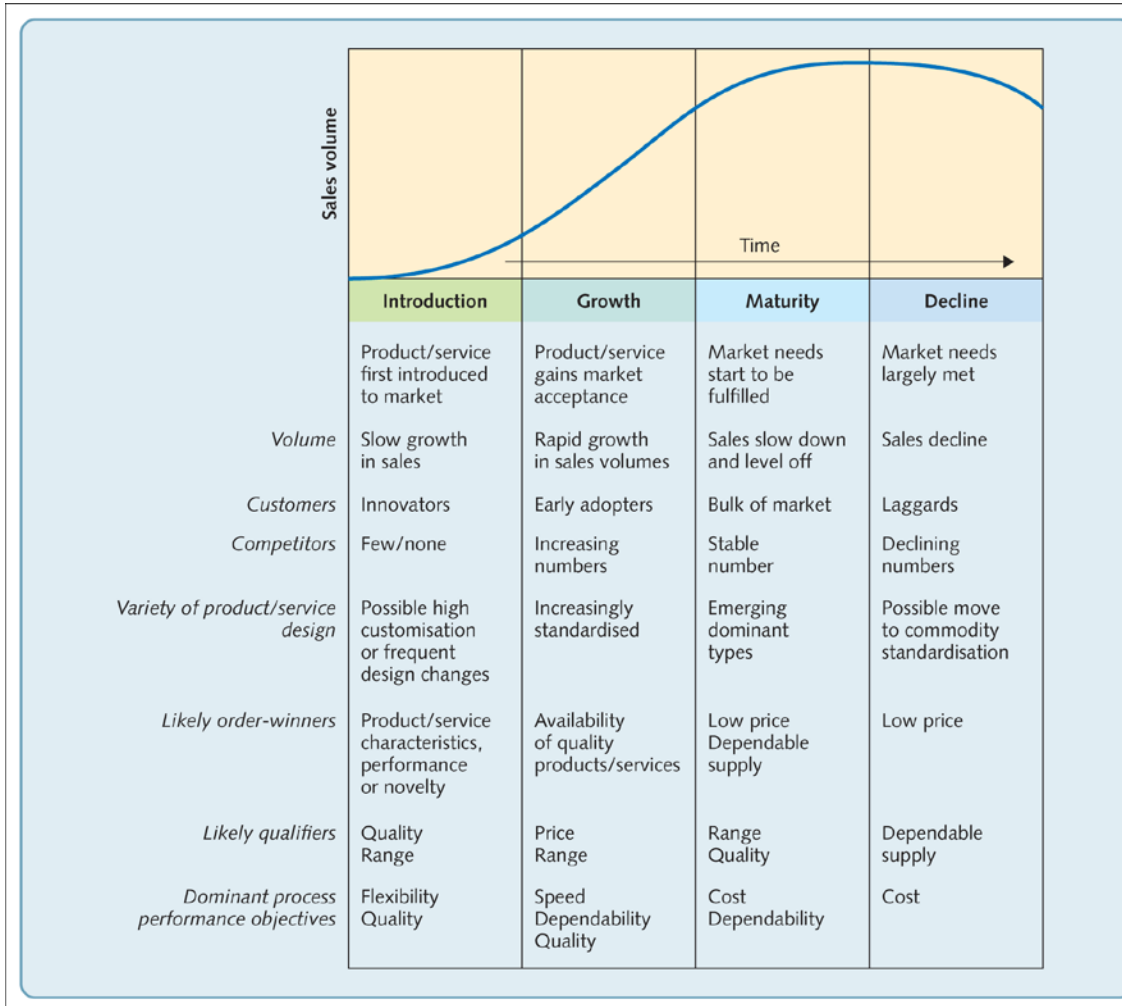 Sales volume
Time
Introduction
Growth
Maturity
Decline
Product/service
first introduced
to market
Product/service
gains market
acceptance
Market needs
start to be
fulfilled
Market needs
largely met
Volume
Slow growth
in sales
Rapid growth
in sales volumes
Sales slow down
and level off
Sales decline
Customers
Innovators
Early adopters
Bulk of market
Laggards
Competitors
Few/none
Increasing
numbers
Stable
number
Declining
numbers
Variety of product/service
design
Possible high
customisation
or frequent
design changes
Increasingly
standardised
Emerging
dominant
types
Possible move
to commodity
standardisation
Likely order-winners
Product/service
characteristics,
performance
or novelty
Availability
of quality
products/services
Low price
Dependable
supply
Low price
Likely qualifiers
Quality
Range
Price
Range
Range
Quality
Dependable
supply
Dominant process
performance objectives
Flexibility
Quality
Speed
Dependability
Quality
Cost
Dependability
Cost